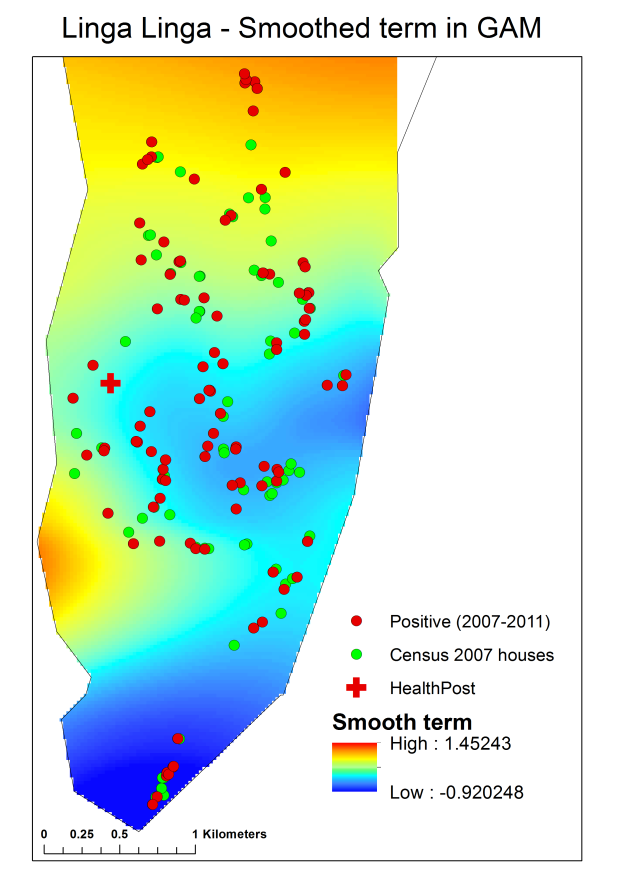 Linga Linga - Smoothed term in GAM
Positive (2007-2011)
Census 2007 houses
HealthPost
Smooth term
High : 1.45243
Low : -0.920248
0 0.25 0.5 1 Kilometers